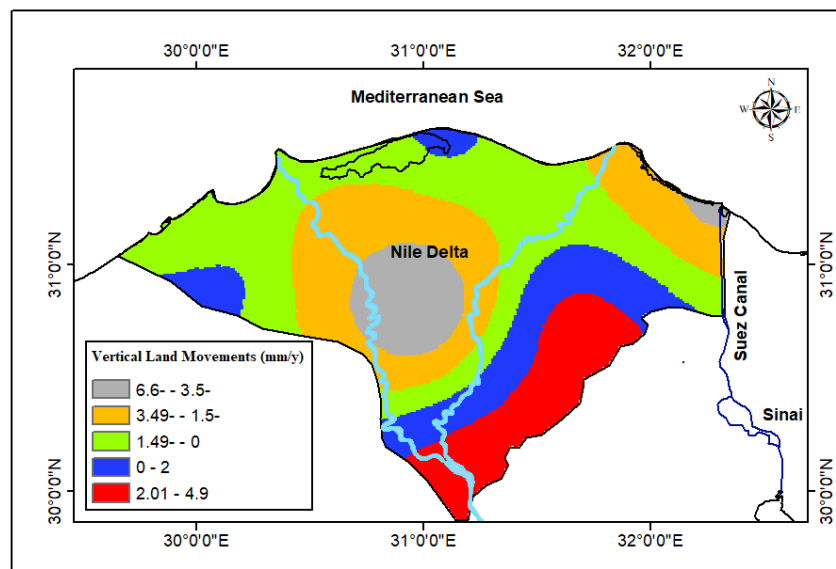 30°0'0"E 31°0'0"E 32°0'0"E
Mediterranean Sea
N
W E
S
31°0'0"N
31°0'0"N
Nile Delta
Suez Canal
Vertical Land Movements (mm/y)
6.6- - 3.5-
3.49- - 1.5-
1.49- - 0
0 - 2
2.01 - 4.9
Sinai
30°0'0"N
30°0'0"N
30°0'0"E 31°0'0"E 32°0'0"E